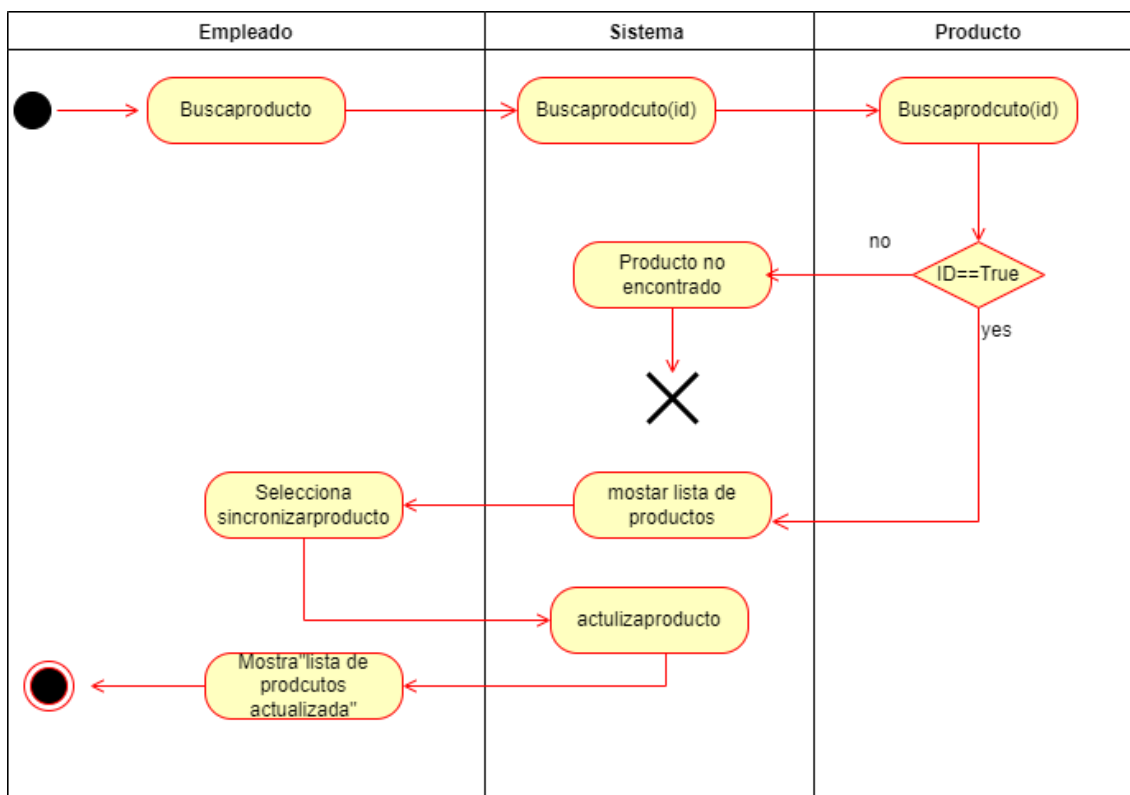 Empleado
Sistema
Producto
Buscaproducto
Buscaprodcuto(id)
Buscaprodcuto(id)
no
ID==True
Producto no
encontrado
yes
Selecciona
sincronizarproducto
mostar lista de
productos
actulizaproducto
Mostra"lista de
prodcutos
actualizada"